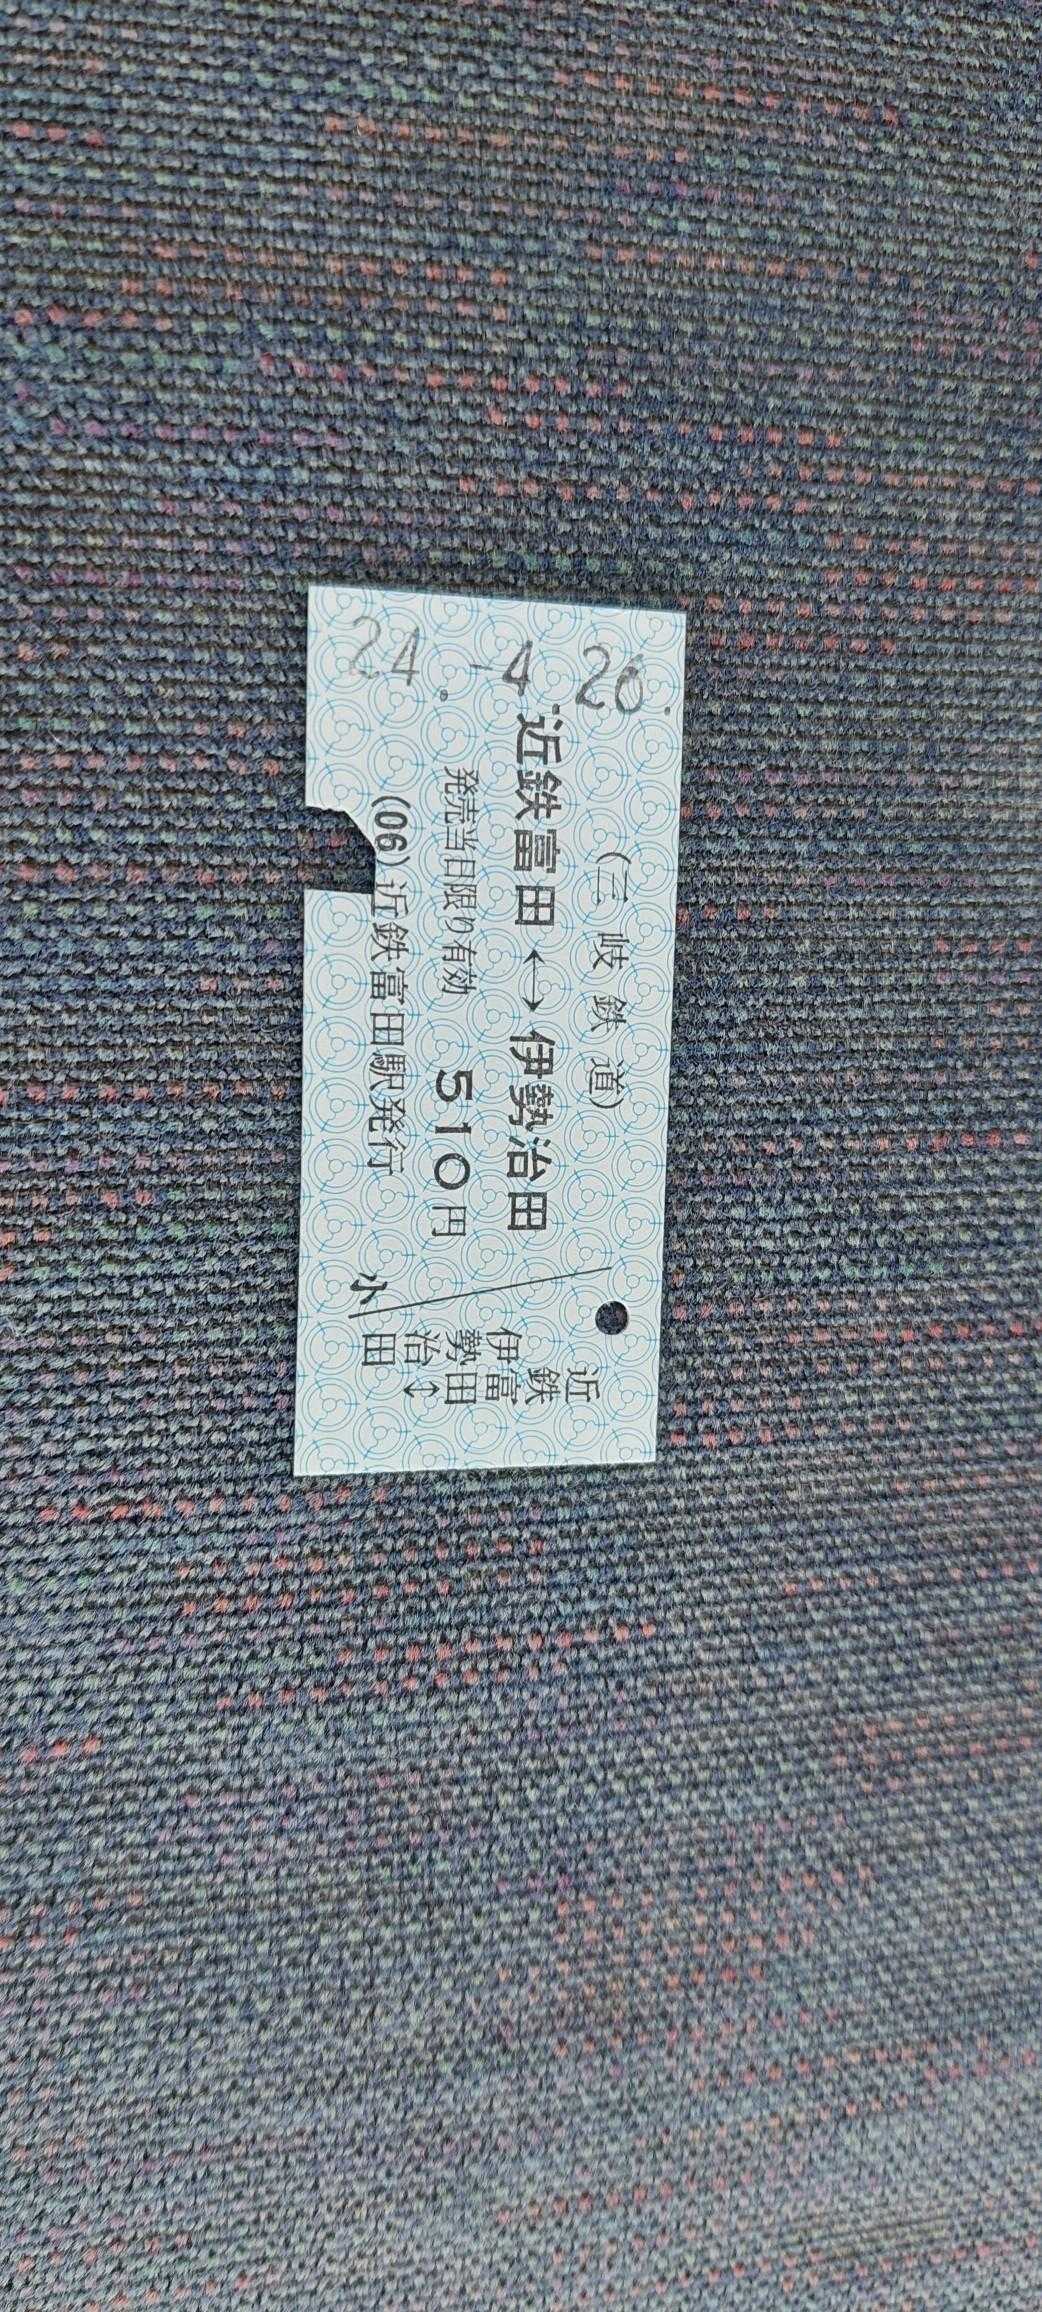 24.-4.26.
(三岐鉄道)
近鉄富田↔伊勢治田
発売当日限り有効 510円
(06)近鉄富田駅発行
小
近鉄富田↕
伊勢治田